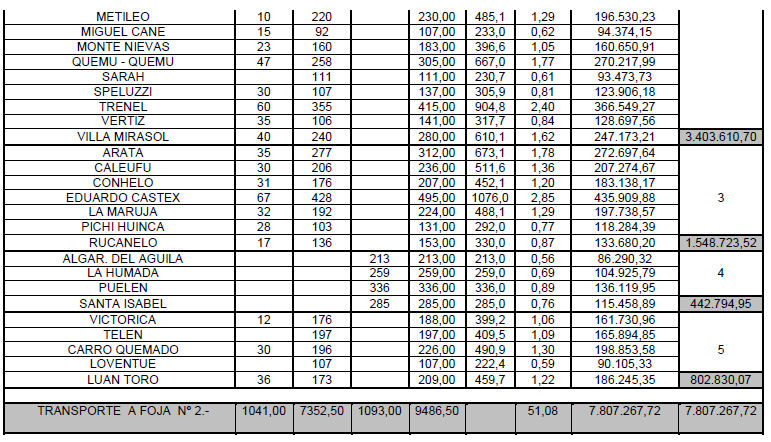 METILEO 10 220 230,00 485,1 1,29 196.530,23
MIGUEL CANE 15 92 107,00 233,0 0,62 94.374,15
MONTE NIEVAS 23 160 183,00 396,6 1,05 160.650,91
QUEMU - QUEMU 47 258 305,00 667,0 1,77 270.217,99
SARAH 111 111,00 230,7 0,61 93.473,73
SPELUZZI 30 107 137,00 305,9 0,81 123.906,18
TRENEL 60 355 415,00 904,8 2,40 366.549,27
VERTIZ 35 106 141,00 317,7 0,84 128.697,56
VILLA MIRASOL 40 240 280,00 610,1 1,62 247.173,21 3.403.610,70
ARATA 35 277 312,00 673,1 1,78 272.697,64
CALEUFU 30 206 236,00 511,6 1,36 207.274,67
CONHELO 31 176 207,00 452,1 1,20 183.138,17
EDUARDO CASTEX 67 428 495,00 1076,0 2,85 435.909,88 3
LA MARUJA 32 192 224,00 488,1 1,29 197.738,57
PICHI HUINCA 28 103 131,00 292,0 0,77 118.284,39
RUCANELO 17 136 153,00 330,0 0,87 133.680,20 1.548.723,52
ALGAR. DEL AGUILA 213 213,00 213,0 0,56 86.290,32
LA HUMADA 259 259,00 259,0 0,69 104.925,79 4
PUELEN 336 336,00 336,0 0,89 136.119,95
SANTA ISABEL 285 285,00 285,0 0,76 115.458,89 442.794,95
VICTORICA 12 176 188,00 399,2 1,06 161.730,96
TELEN 197 197,00 409,5 1,09 165.894,85
CARRO QUEMADO 30 196 226,00 490,9 1,30 198.853,58 5
LOVENTUE 107 107,00 222,4 0,59 90.105,33
LUAN TORO 36 173 209,00 459,7 1,22 186.245,35 802.830,07
TRANSPORTE A FOJA Nº 2.- 1041,00 7352,50 1093,00 9486,50 51,08 7.807.267,72 7.807.267,72